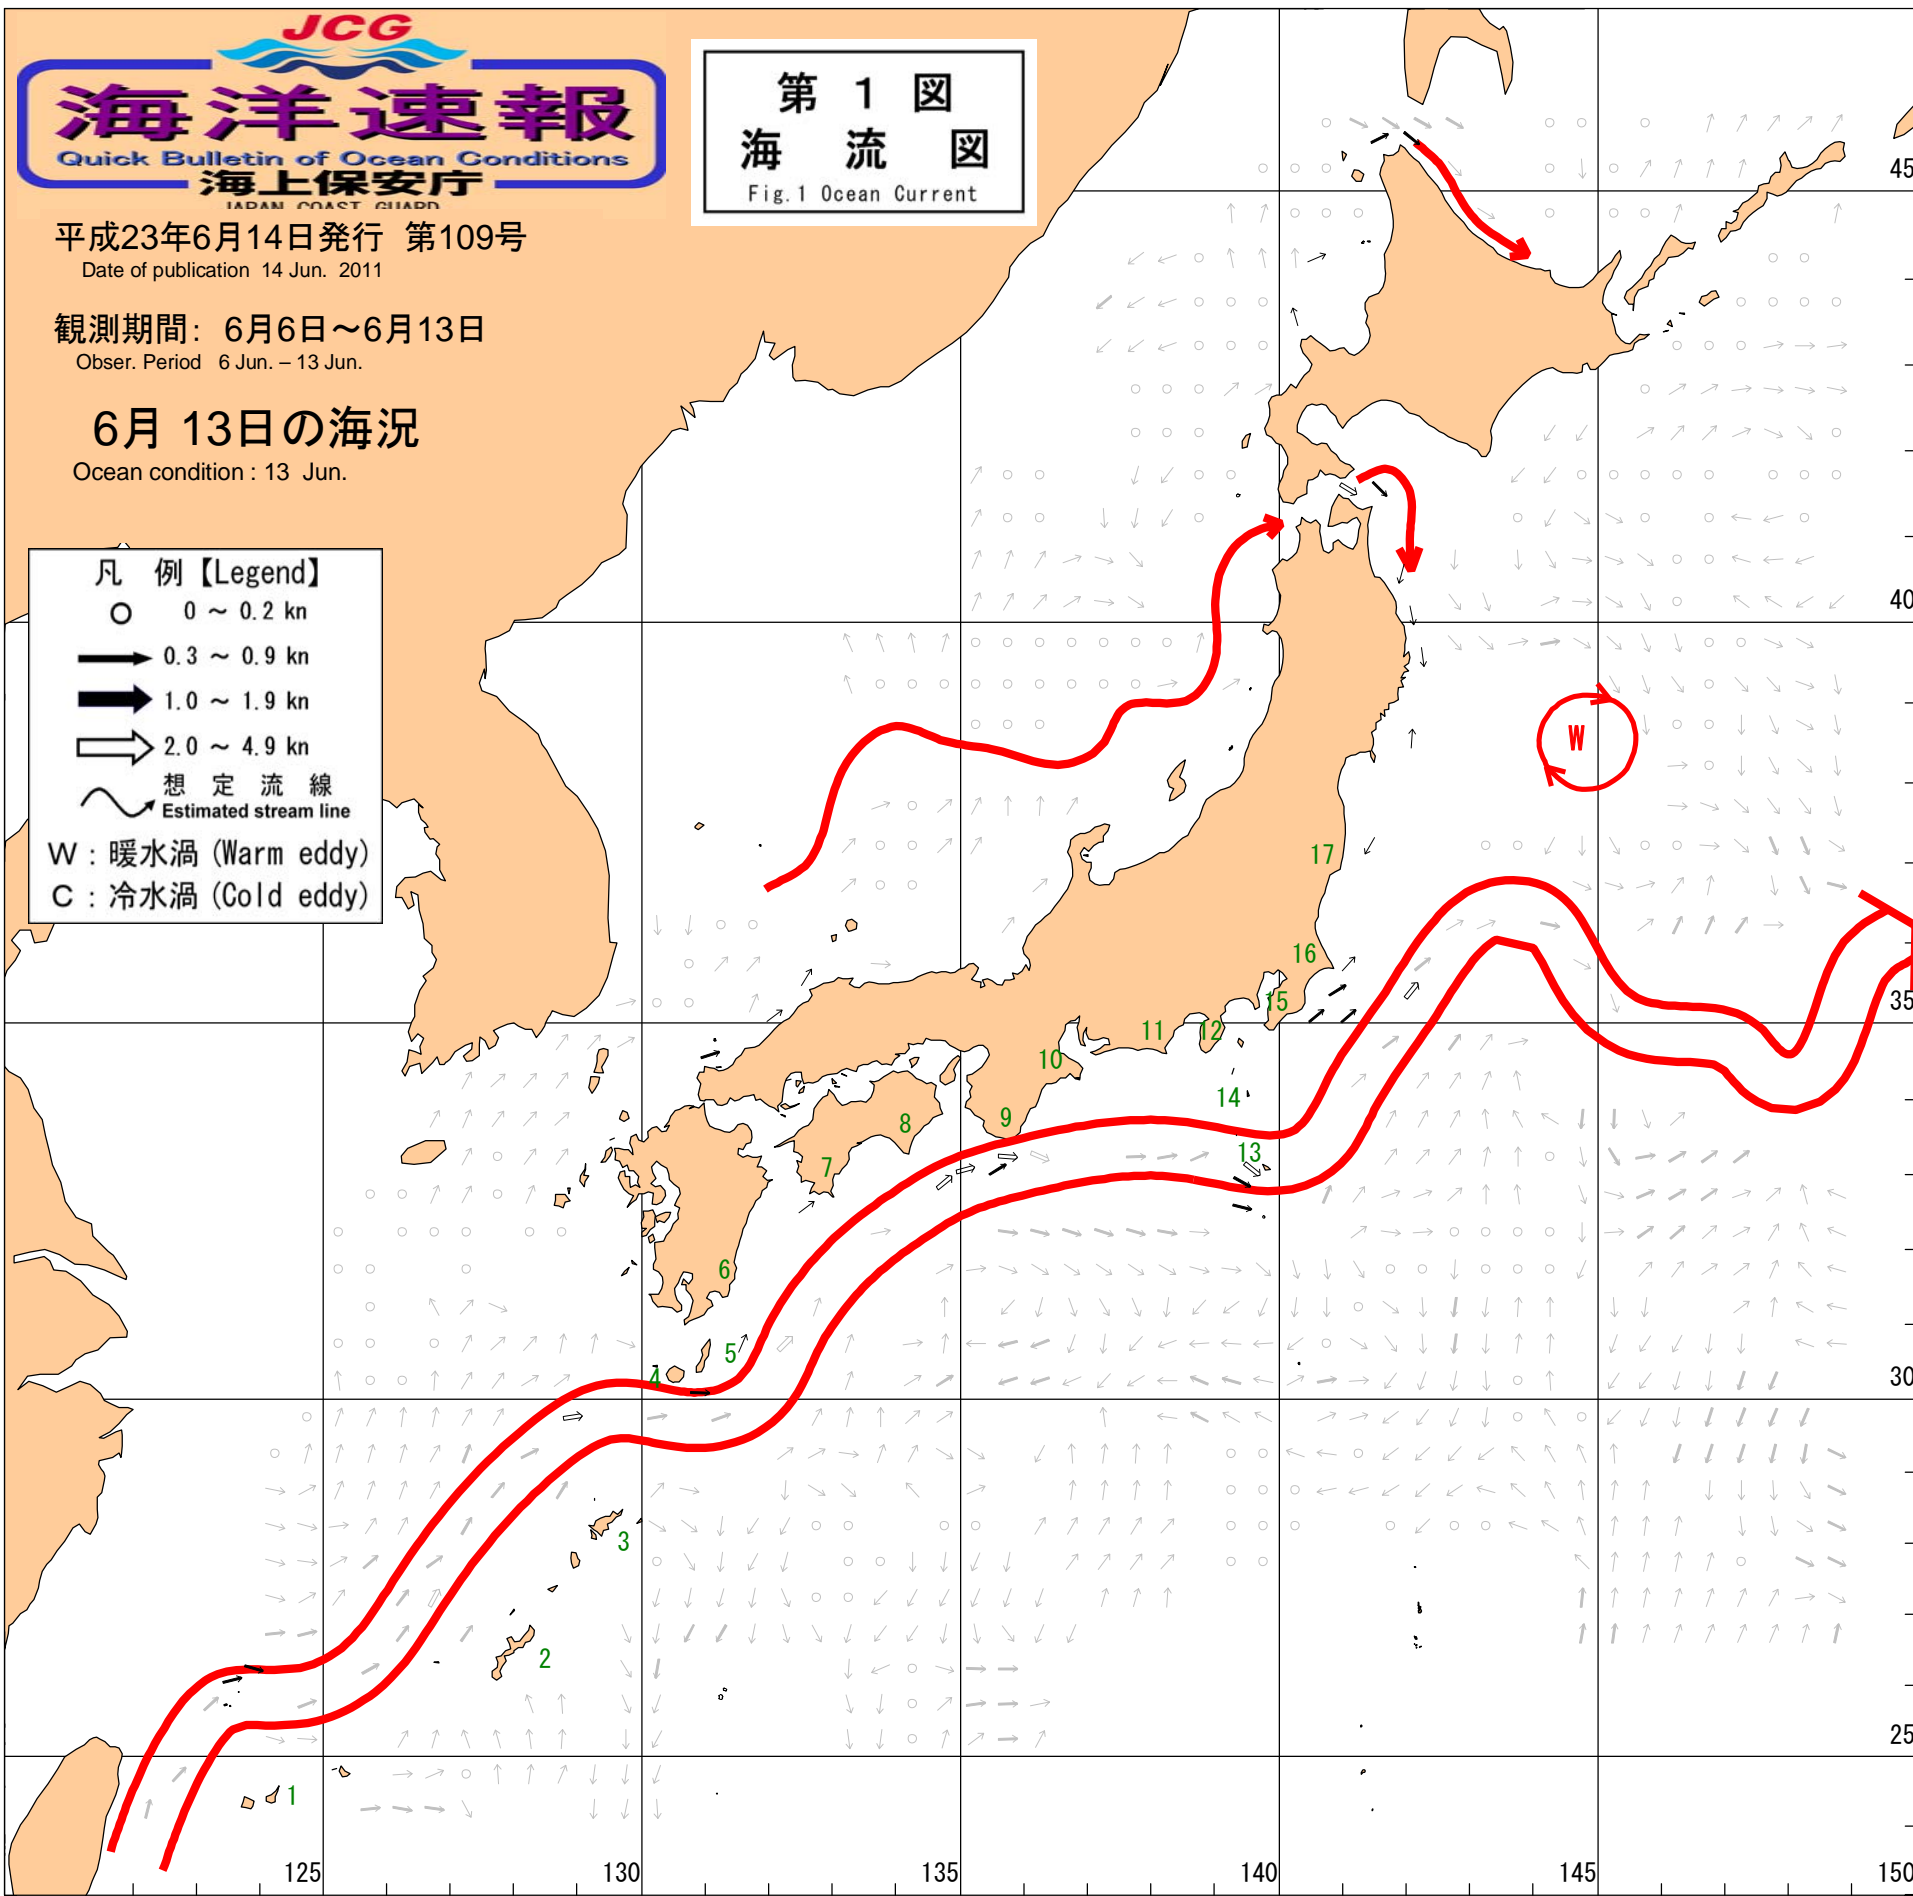 JCG
海洋速報
Quick Bulletin of Ocean Conditions
海上保安庁
JAPAN COAST GUARD
平成23年6月14日発行 第109号
Date of publication 14 Jun. 2011
観測期間: 6月6日～6月13日
Obser. Period 6 Jun. – 13 Jun.
6月 13日の海況
Ocean condition : 13 Jun.
第 1 図
海 流 図
Fig.1 Ocean Current
凡 例【Legend】
0 ～ 0.2 kn
0.3 ～ 0.9 kn
1.0 ～ 1.9 kn
2.0 ～ 4.9 kn
想 定 流 線
Estimated stream line
W : 暖水渦 (Warm eddy)
C : 冷水渦 (Cold eddy)
45
40
W
17
16
35
15
12
11
10
14
9
8
13
7
6
5
4
30
3
2
25
1
125
130
135
140
145
150